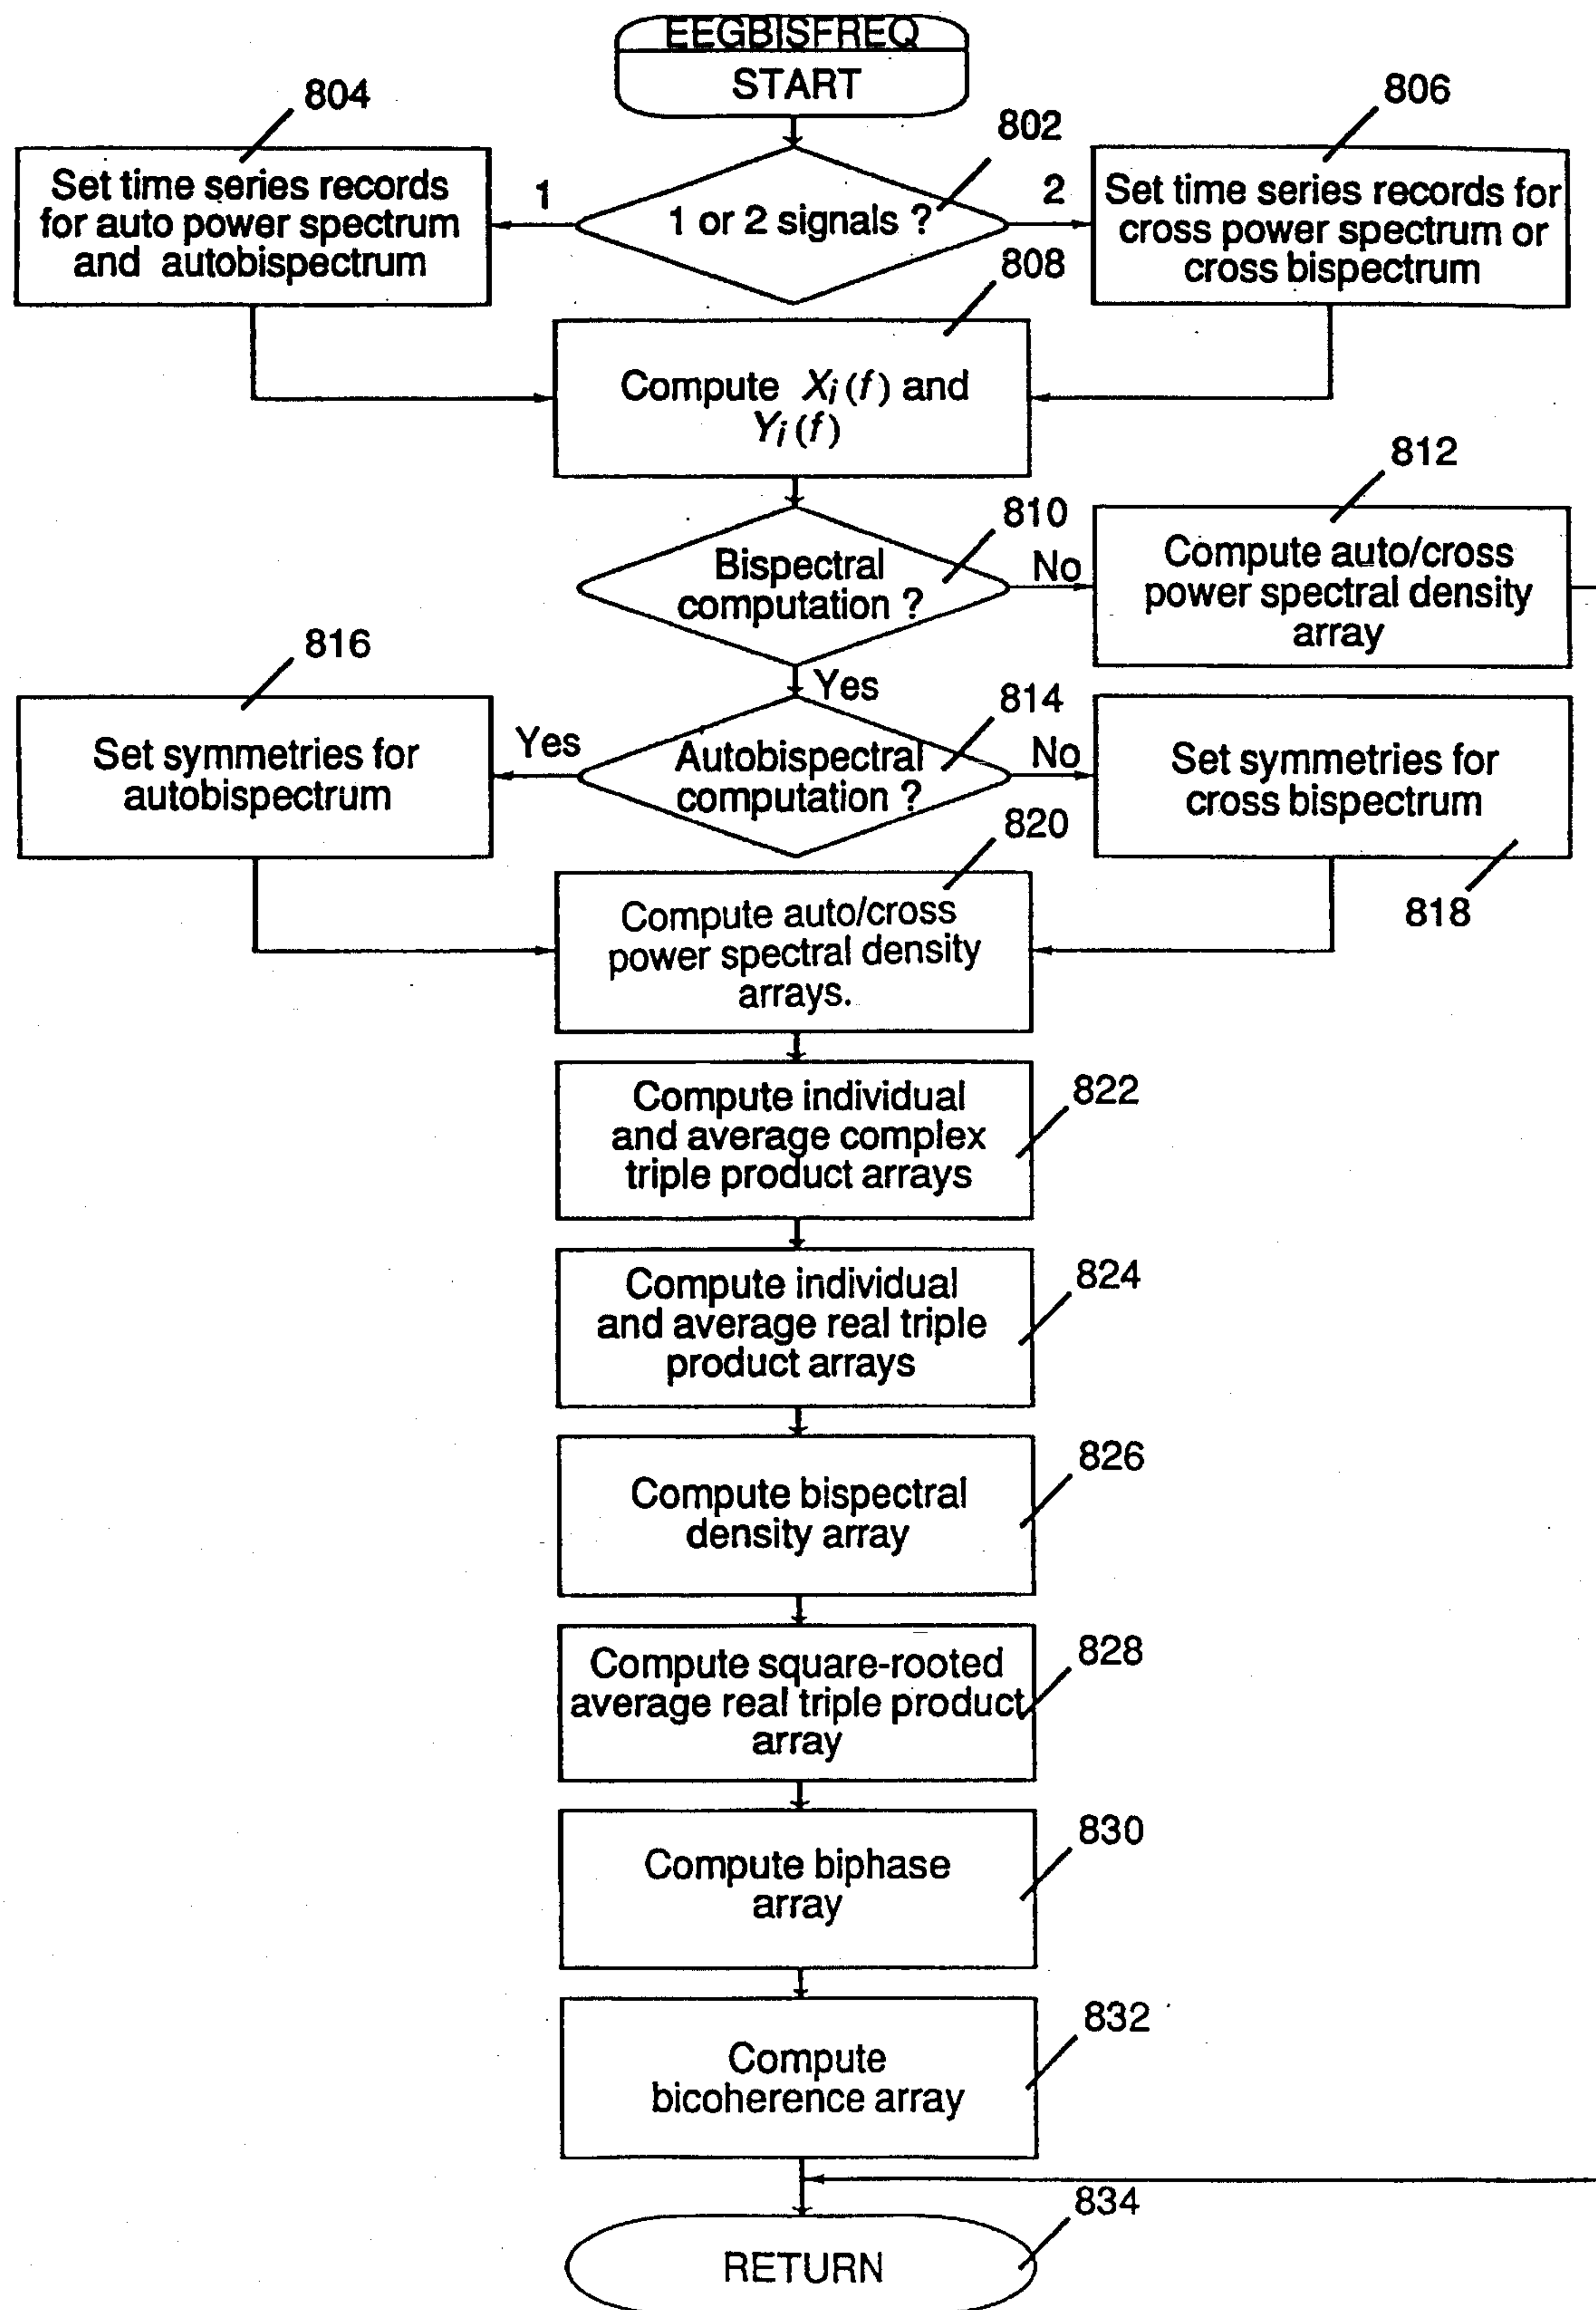 EEGBISFREQ
START
802
804
806
1 or 2 signals ?
1
2
Set time series records
for auto power spectrum
and autobispectrum
Set time series records for
cross power spectrum or
cross bispectrum
808
Compute Xi (f) and
Yi (f)
810
812
Bispectral
computation ?
No
Compute auto/cross
power spectral density
array
Yes
814
816
Autobispectral
computation ?
Yes
No
Set symmetries for
autobispectrum
Set symmetries for
cross bispectrum
818
820
Compute auto/cross
power spectral density
arrays.
822
Compute individual
and average complex
triple product arrays
824
Compute individual
and average real triple
product arrays
826
Compute bispectral
density array
828
Compute square-rooted
average real triple product
array
830
Compute biphase
array
832
Compute
bicoherence array
834
RETURN